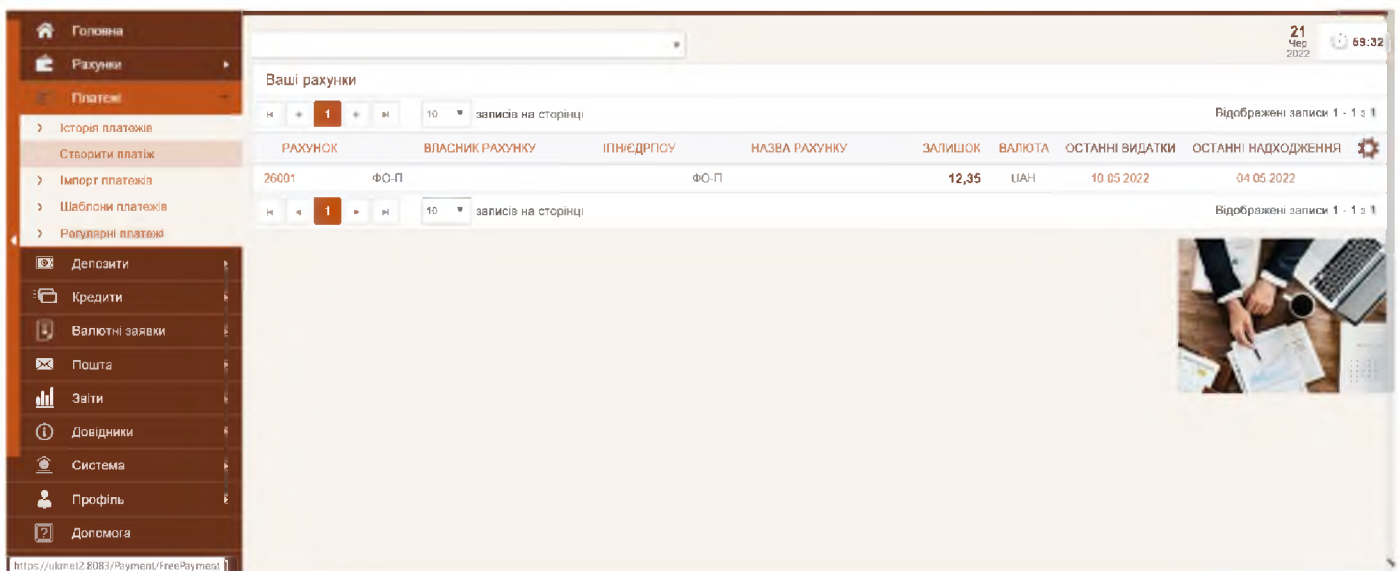 Головна
21
Чер
2022
59:32
Рахунки
Ваші рахунки
Платежі
1
10 записів на сторінці
Відображені записи 1 - 1 з 1
Історія платежів
Створити платіж
РАХУНОК ВЛАСНИК РАХУНКУ ІПН/ЄДРПОУ НАЗВА РАХУНКУ ЗАЛИШОК ВАЛЮТА ОСТАННІ ВИДАТКИ ОСТАННІ НАДХОДЖЕННЯ
Імпорт платежів
26001 ФО-П ФО-П 12,35 UAH 10.05.2022 04.05.2022
Шаблони платежів
1
10 записів на сторінці
Відображені записи 1 - 1 з 1
Регулярні платежі
Депозити
Кредити
Валютні заявки
Пошта
Звіти
Довідники
Система
Профіль
Допомога
https://ukrnet2:8083/Payment/FreePayment